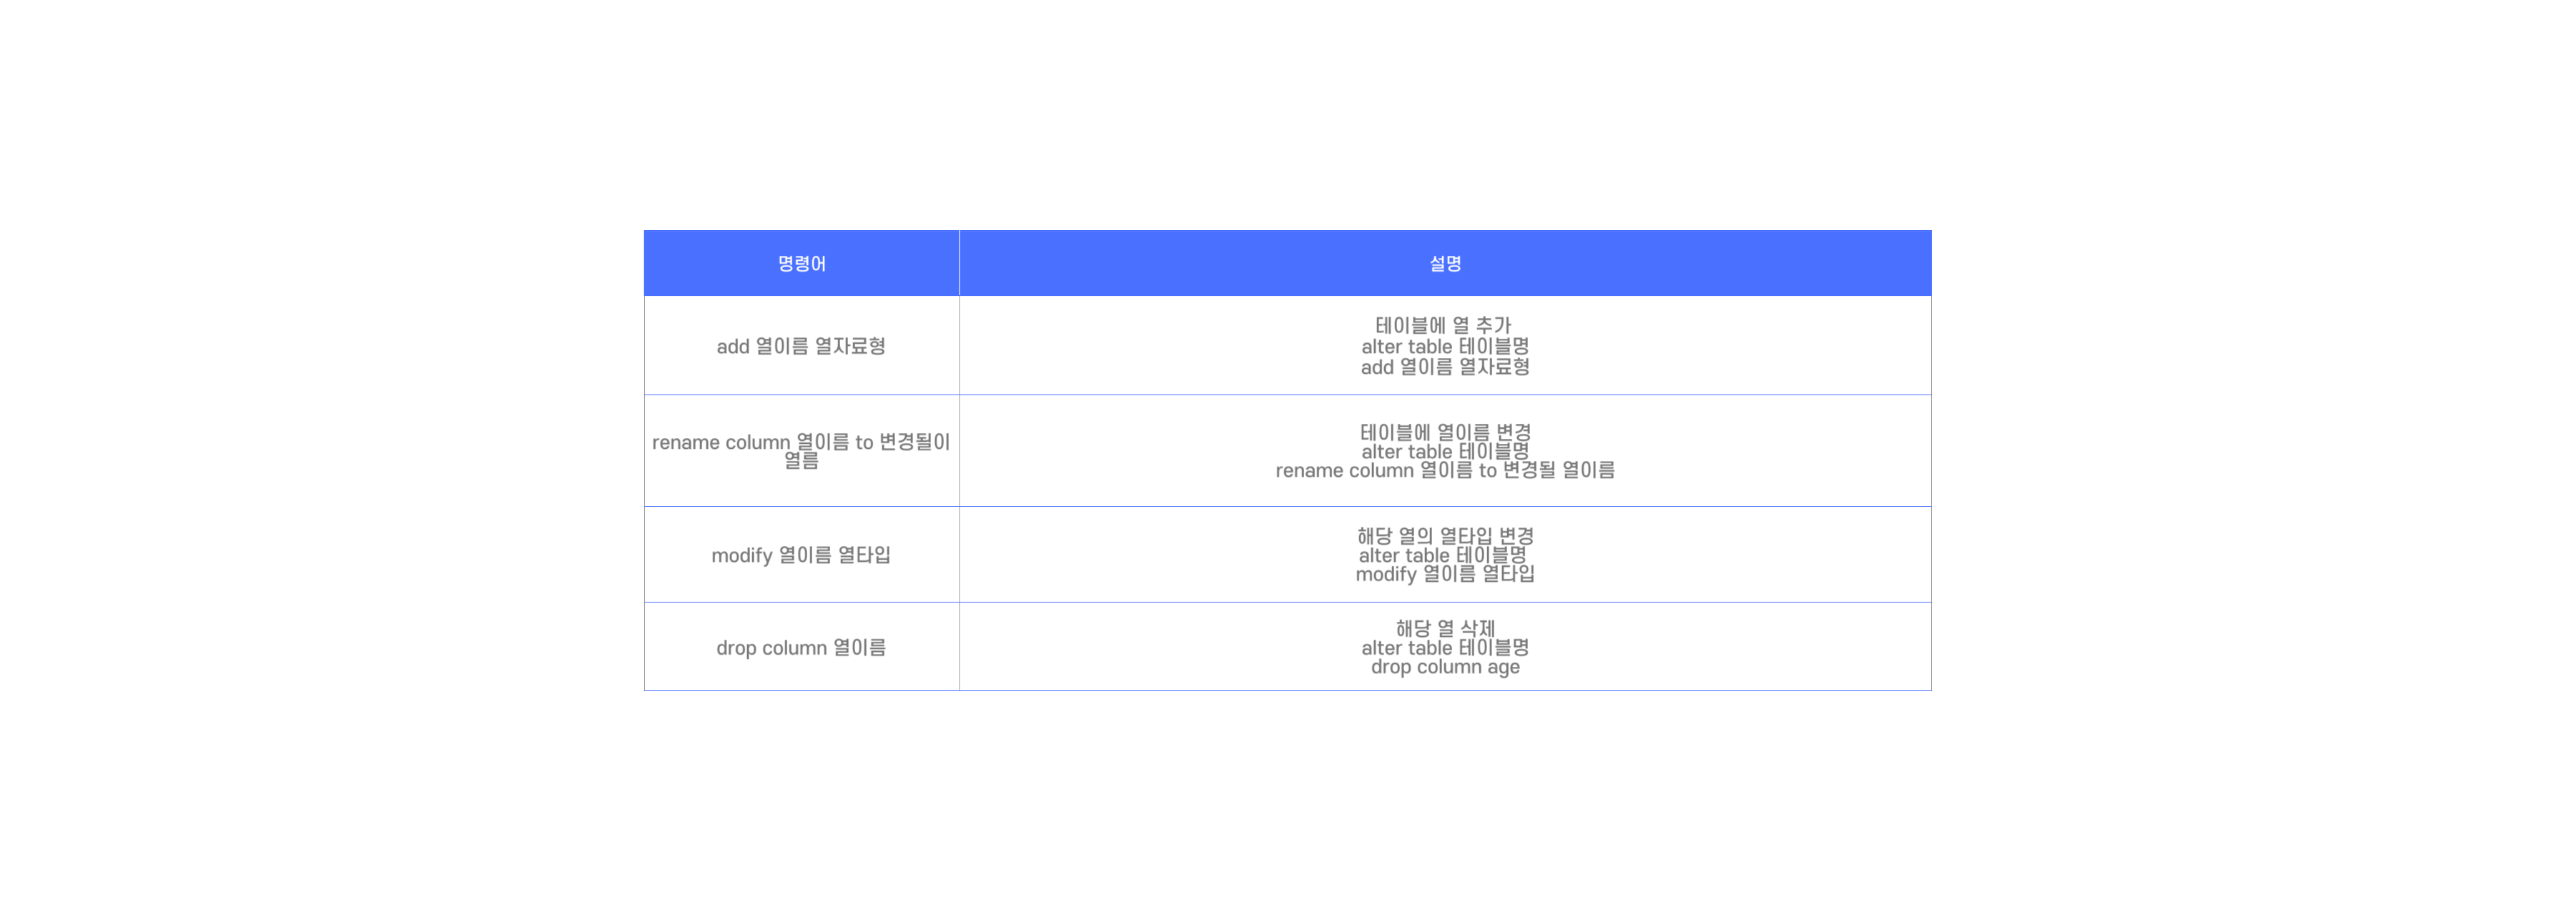 명령어
설명
add 열이름 열자료형
테이블에 열 추가
alter table 테이블명
add 열이름 열자료형
rename column 열이름 to 변경될이
열름
테이블에 열이름 변경
alter table 테이블명
rename column 열이름 to 변경될 열이름
modify 열이름 열타입
해당 열의 열타입 변경
alter table 테이블명
modify 열이름 열타입
drop column 열이름
해당 열 삭제
alter table 테이블명
drop column age